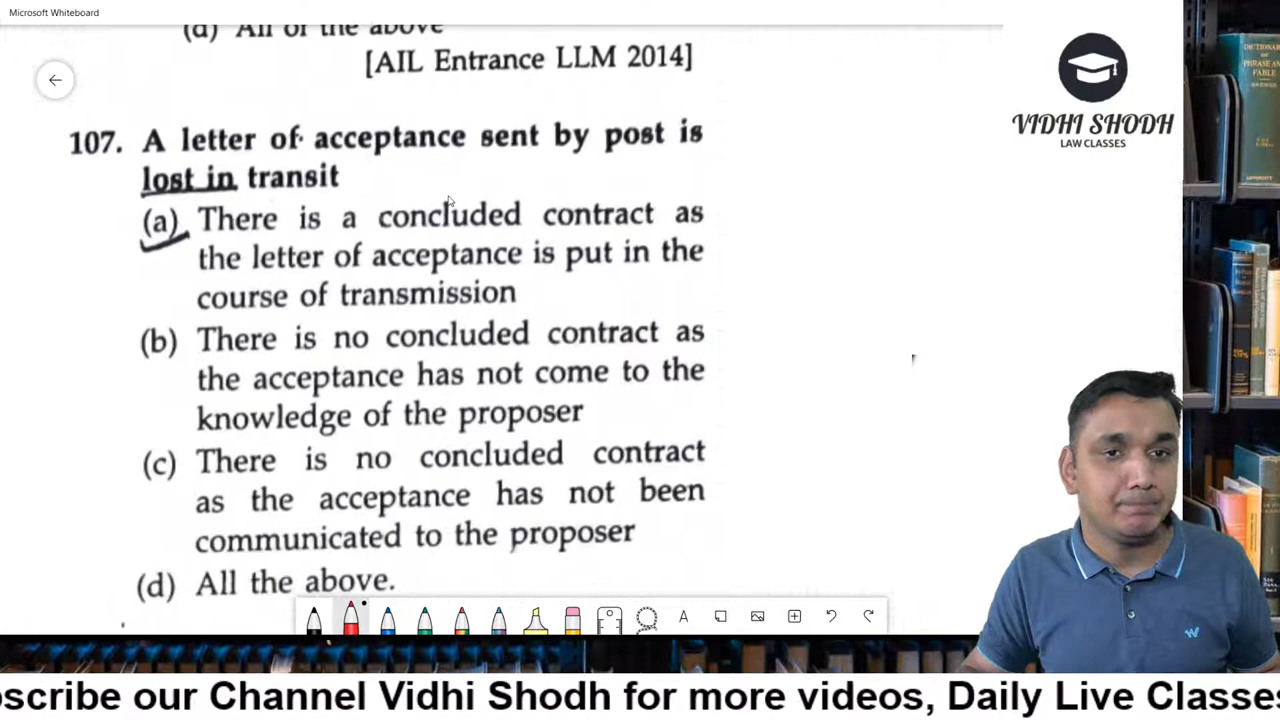 Microsoft Whiteboard
(d) All of the above
[AIL Entrance LLM 2014]
VIDHI SHODH
LAW CLASSES
107. A letter of acceptance sent by post is
lost in transit
(a) There is a concluded contract as
the letter of acceptance is put in the
course of transmission
(b) There is no concluded contract as
the acceptance has not come to the
knowledge of the proposer
(c) There is no concluded contract
as the acceptance has not been
communicated to the proposer
(d) All the above.
bscribe our Channel Vidhi Shodh for more videos, Daily Live Classes